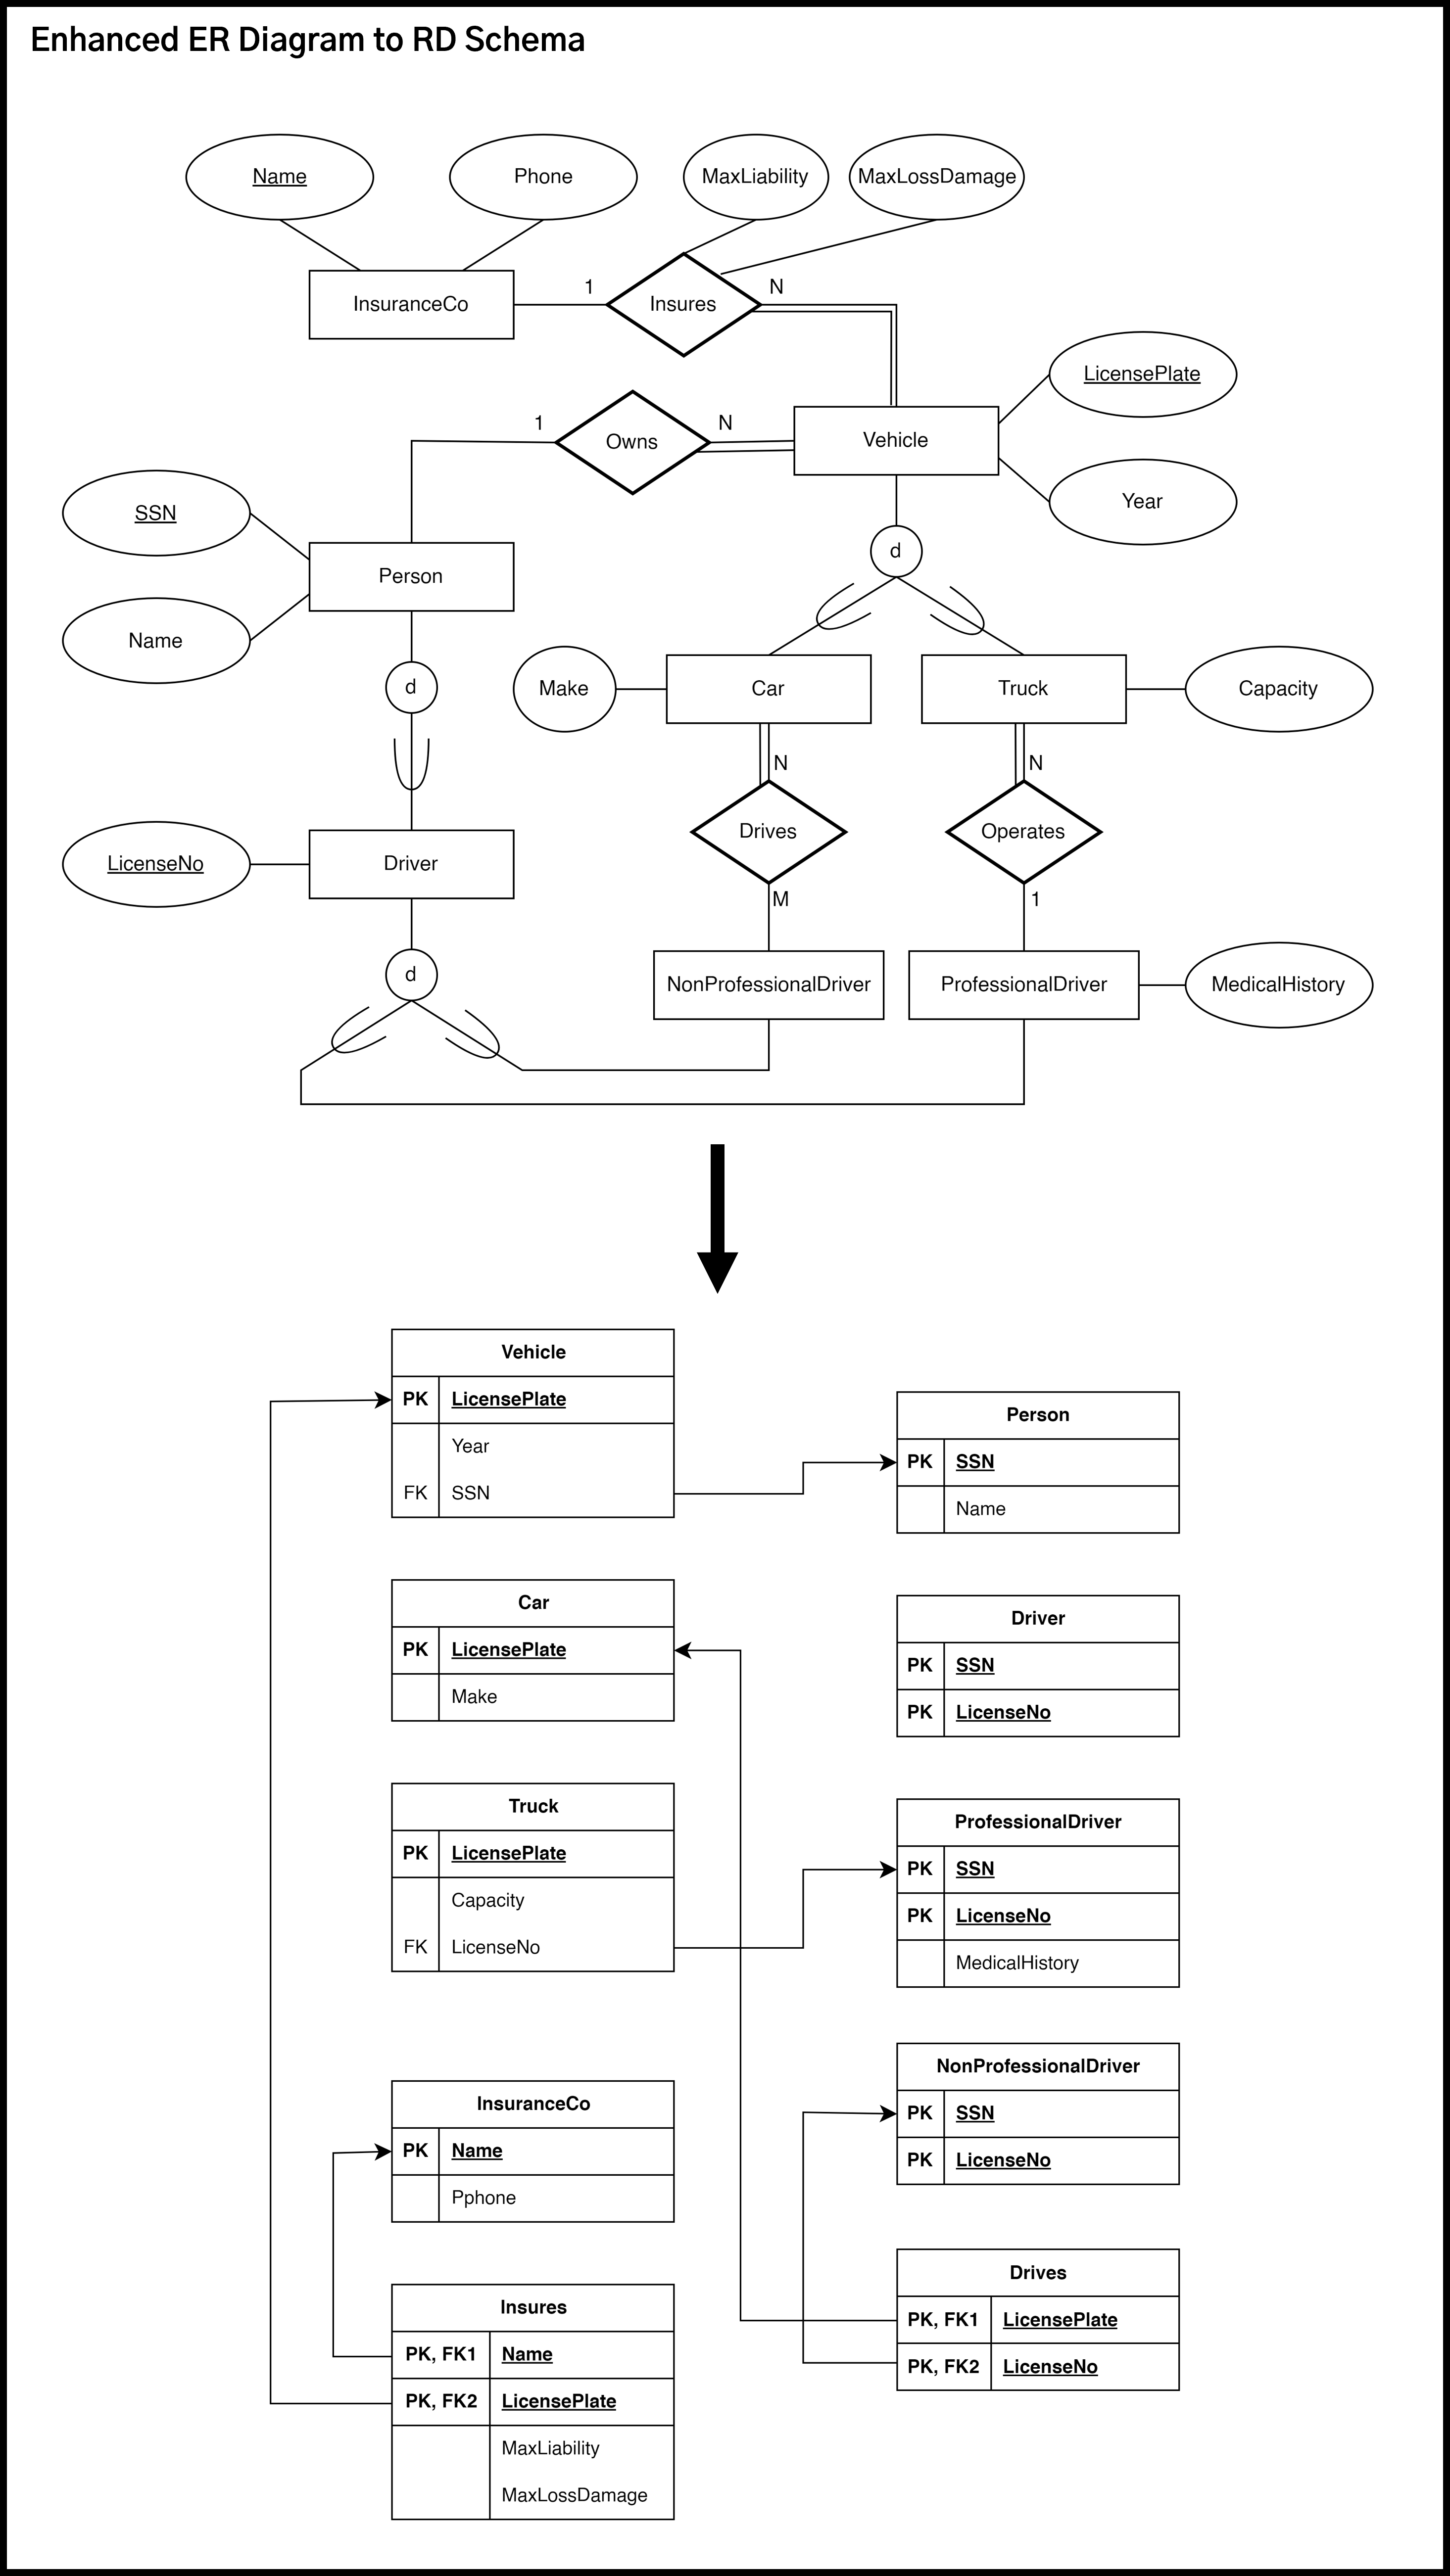 Enhanced ER Diagram to RD Schema
Name
Phone
MaxLiability
MaxLossDamage
InsuranceCo
1
Insures
N
LicensePlate
1
Owns
N
Vehicle
SSN
Year
d
Person
Name
d
Make
Car
Truck
Capacity
N
N
Drives
Operates
LicenseNo
Driver
M
1
d
NonProfessionalDriver
ProfessionalDriver
MedicalHistory
Vehicle
PK LicensePlate
Year
FK SSN
Person
PK SSN
Name
Car
PK LicensePlate
Make
Driver
PK SSN
PK LicenseNo
Truck
PK LicensePlate
Capacity
FK LicenseNo
ProfessionalDriver
PK SSN
PK LicenseNo
MedicalHistory
InsuranceCo
PK Name
Pphone
NonProfessionalDriver
PK SSN
PK LicenseNo
Insures
PK, FK1 Name
PK, FK2 LicensePlate
MaxLiability
MaxLossDamage
Drives
PK, FK1 LicensePlate
PK, FK2 LicenseNo